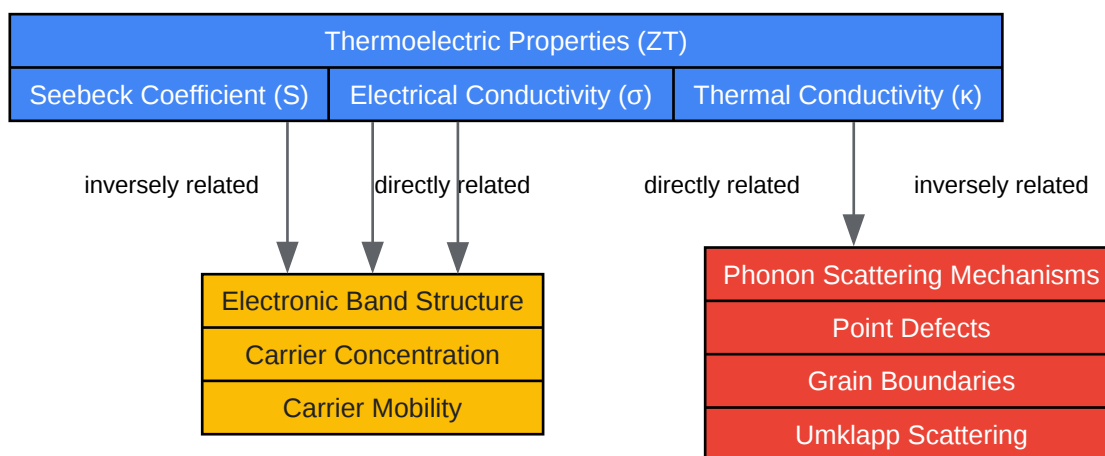 Thermoelectric Properties (ZT)
Seebeck Coefficient (S)
Electrical Conductivity (σ)
Thermal Conductivity (κ)
inversely related
directly related
directly related
inversely related
Electronic Band Structure
Carrier Concentration
Carrier Mobility
Phonon Scattering Mechanisms
Point Defects
Grain Boundaries
Umklapp Scattering